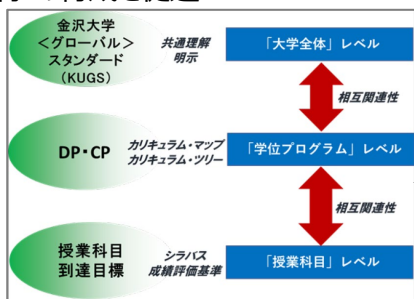 金沢大学
<グローバル>
スタンダード
(KUGS)
共通理解
明示
「大学全体」レベル
相互関連性
DP・CP
カリキュラム・マップ
カリキュラム・ツリー
「学位プログラム」レベル
相互関連性
授業科目
到達目標
シラバス
成績評価基準
「授業科目」レベル